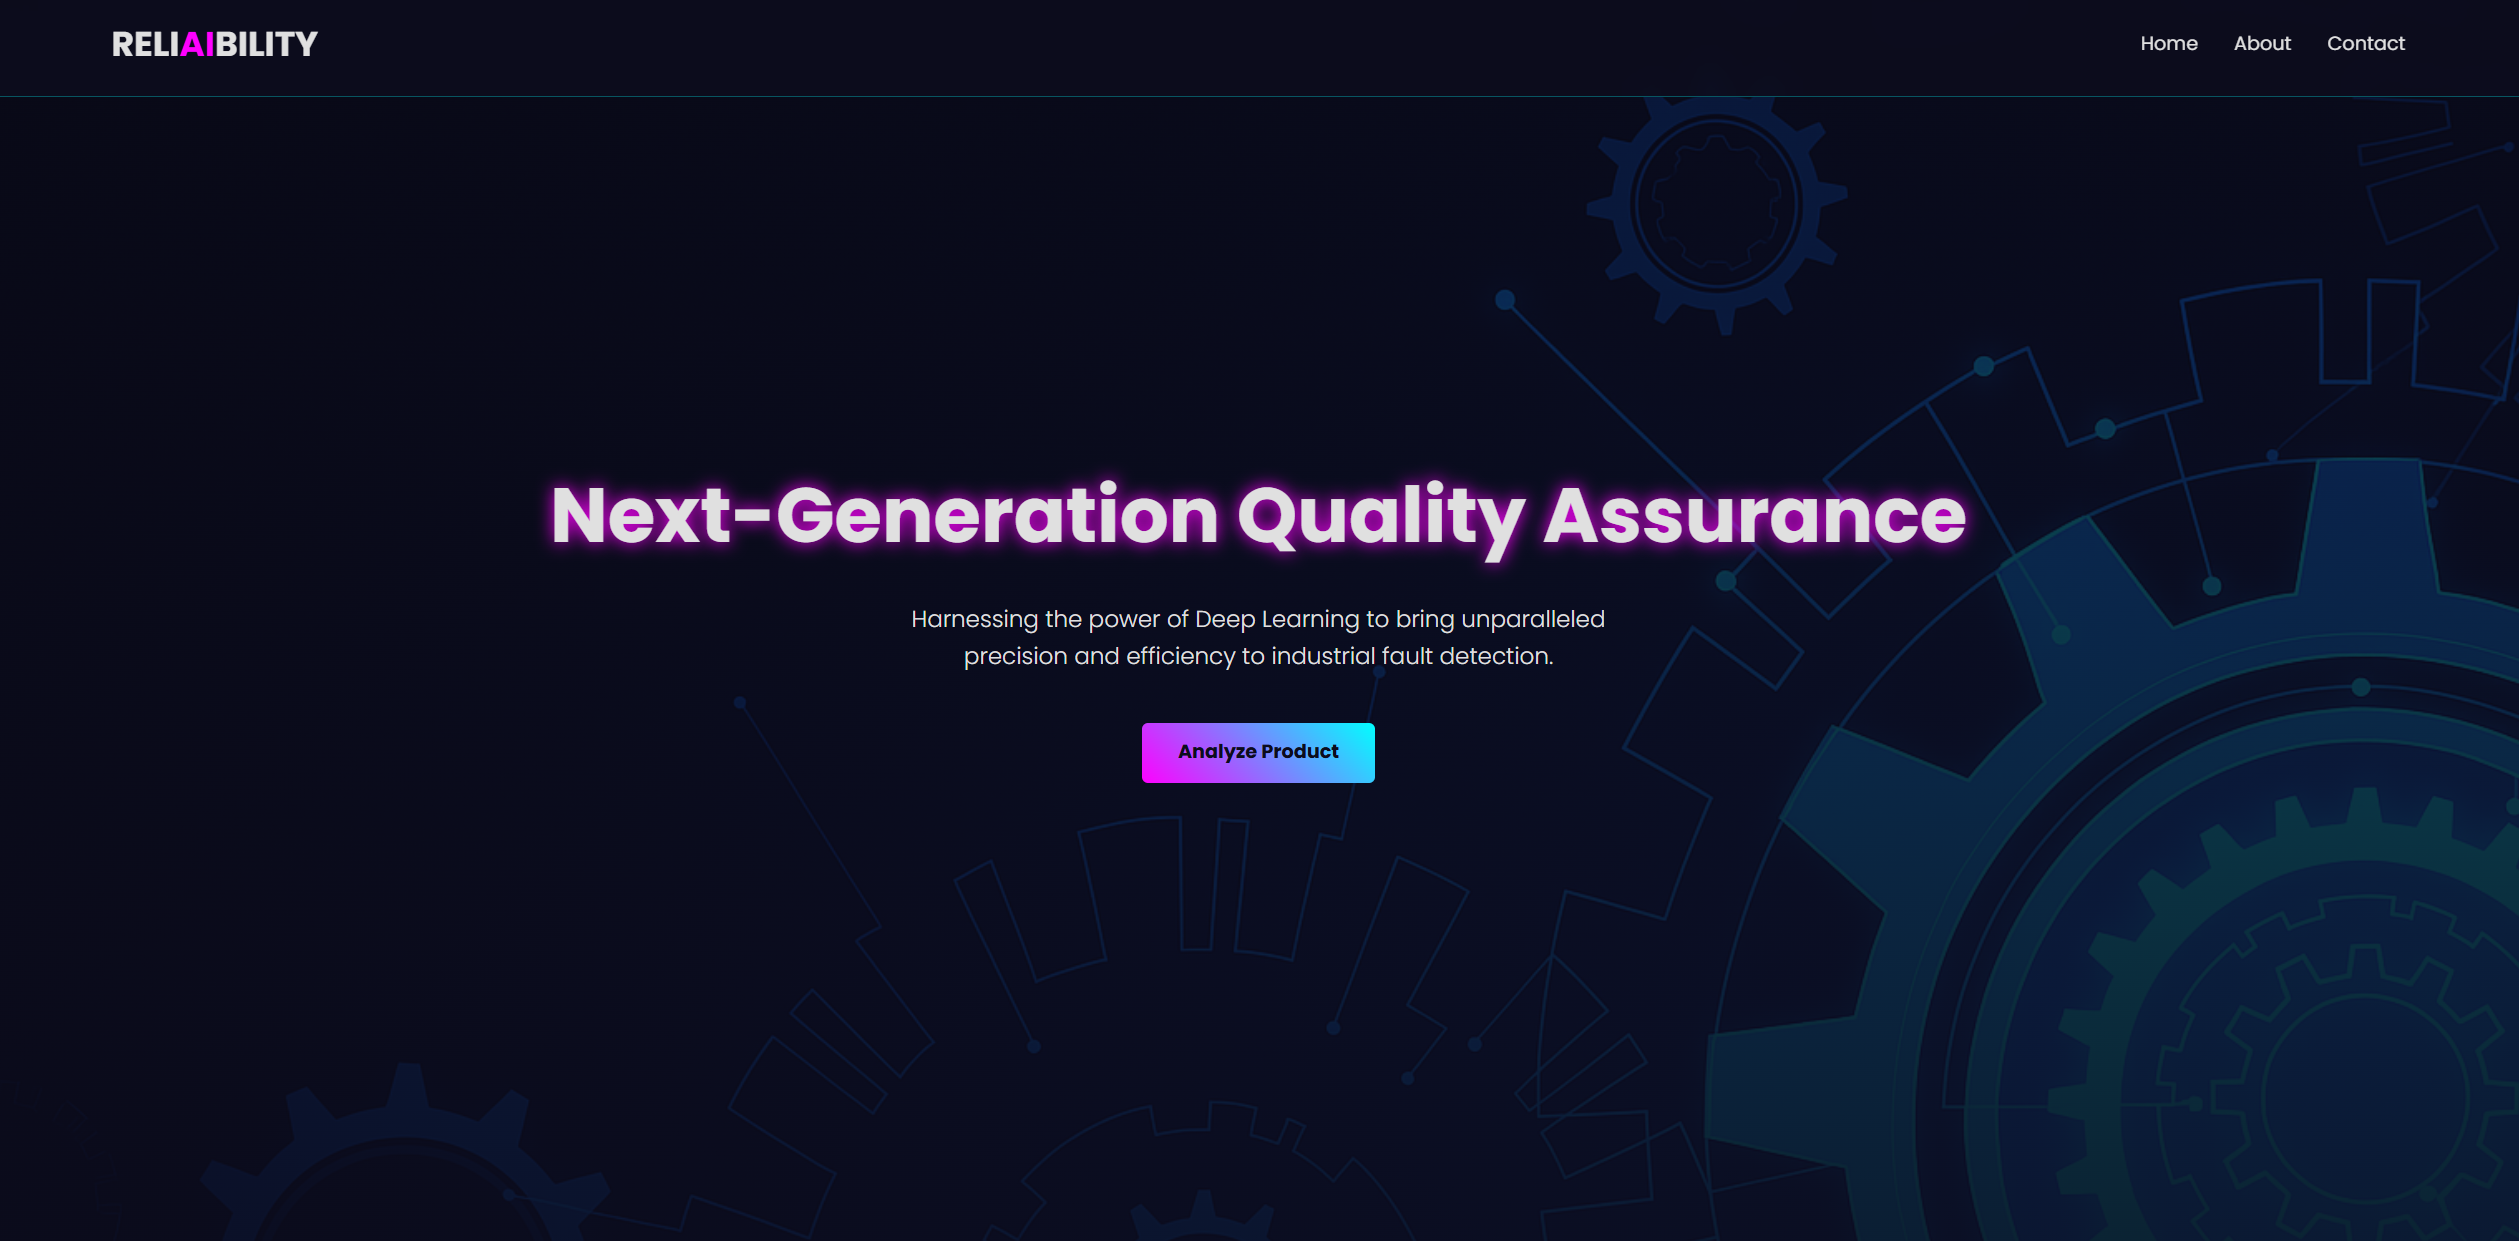 RELIAIBILITY
Home About Contact
Next-Generation Quality Assurance
Harnessing the power of Deep Learning to bring unparalleled
precision and efficiency to industrial fault detection.
Analyze Product